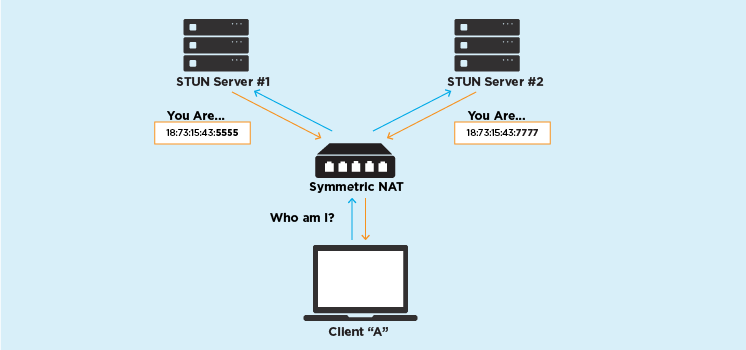 STUN Server #1
STUN Server #2
You Are...
18:73:15:43:5555
You Are...
18:73:15:43:7777
Symmetric NAT
Who am I?
Client “A”